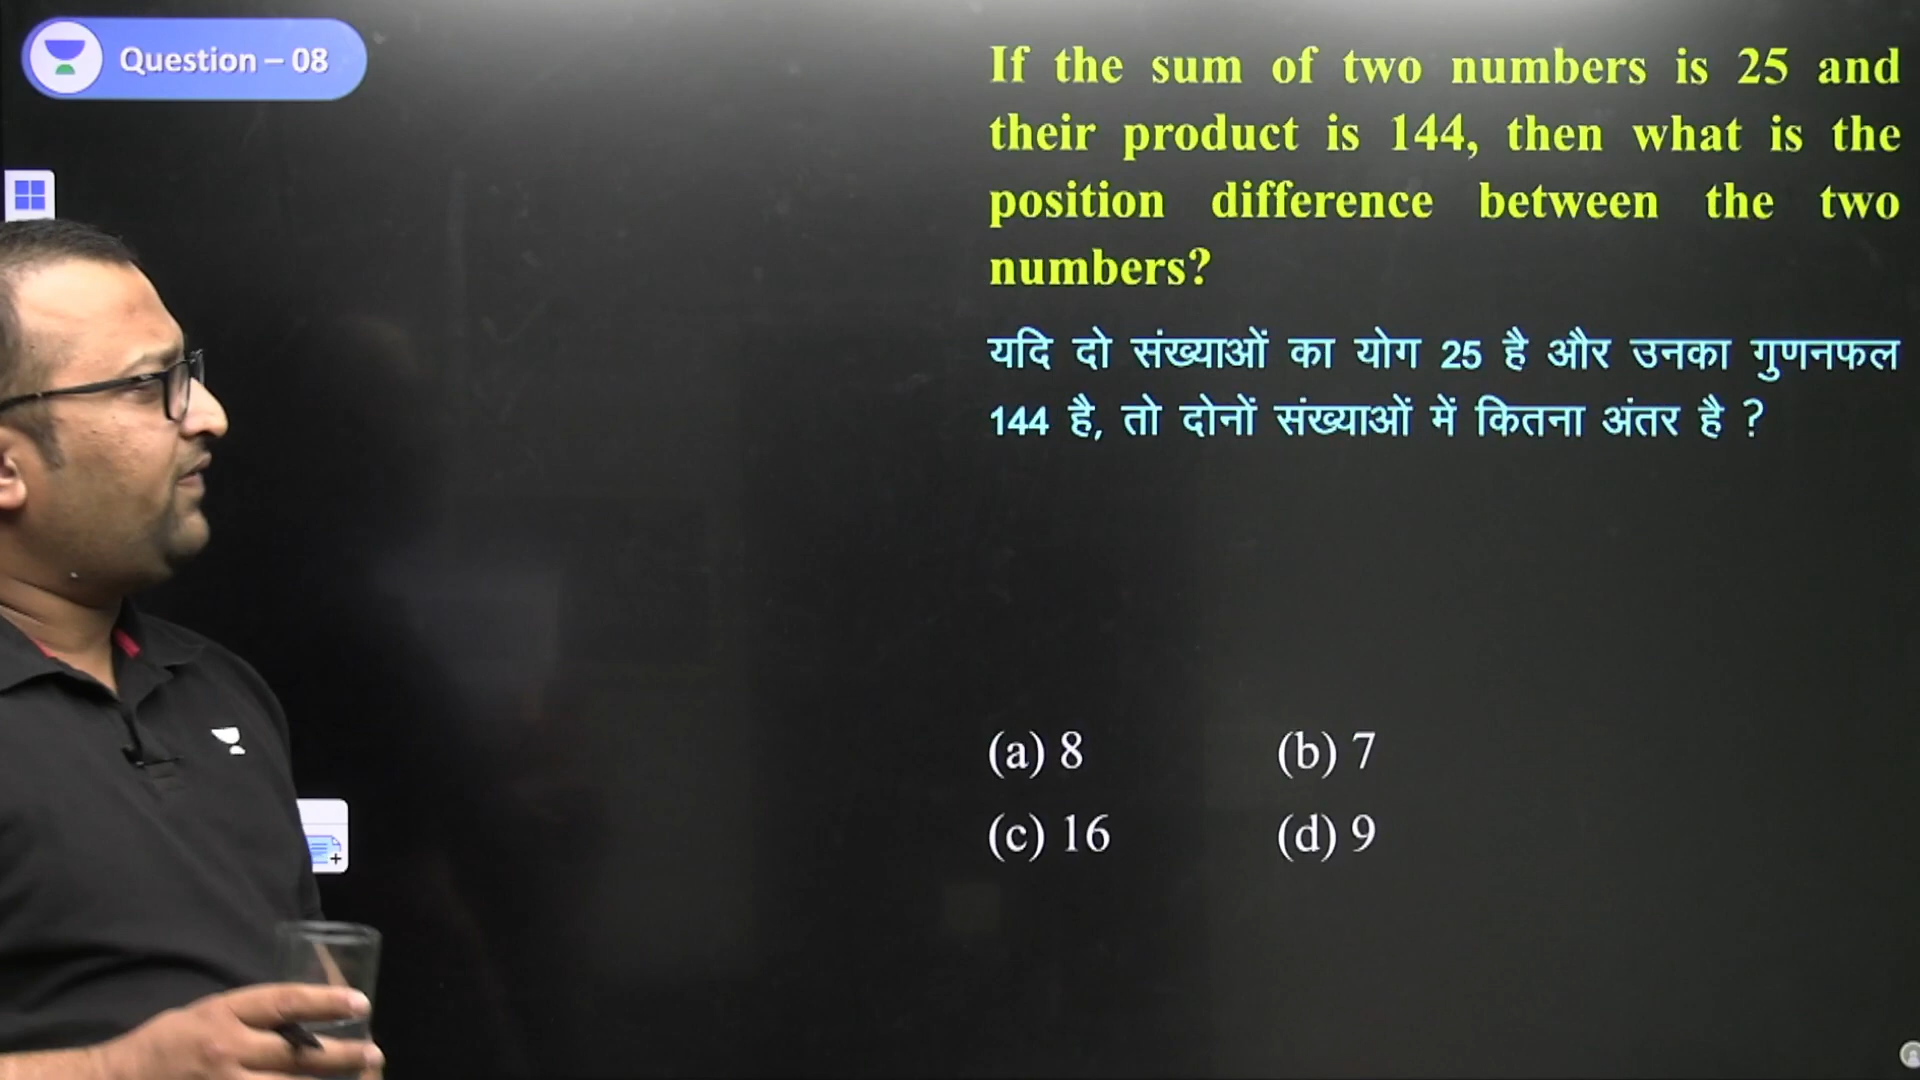 Question – 08
If the sum of two numbers is 25 and
their product is 144, then what is the
position difference between the two
numbers?
यदि दो संख्याओं का योग 25 है और उनका गुणनफल
144 है, तो दोनों संख्याओं में कितना अंतर है ?
(a) 8 (b) 7
(c) 16 (d) 9